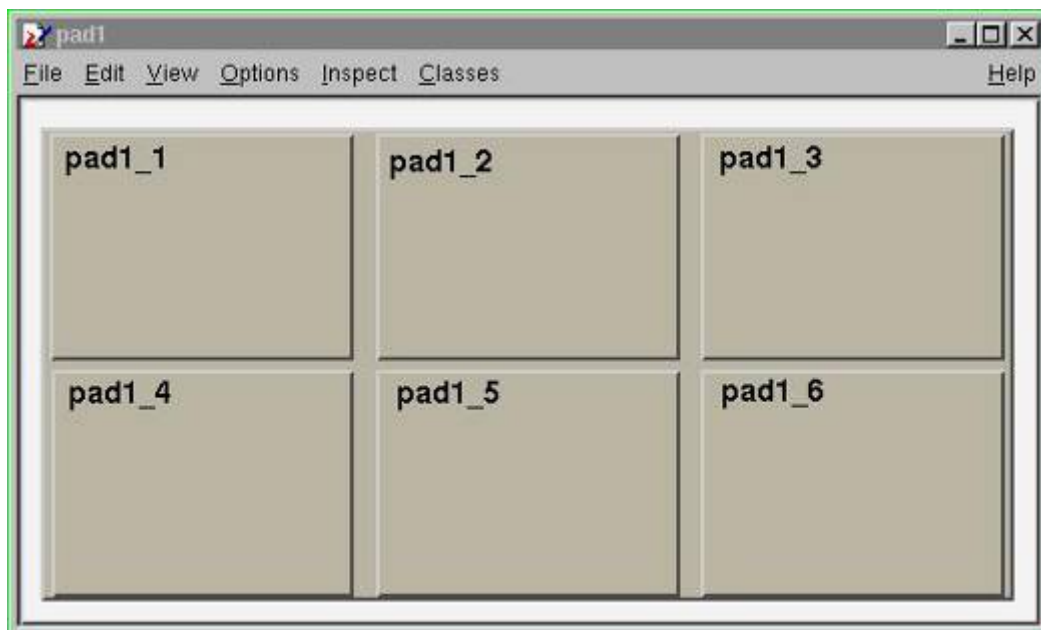 pad1
File Edit View Options Inspect Classes Help
pad1_1 pad1_2 pad1_3
pad1_4 pad1_5 pad1_6